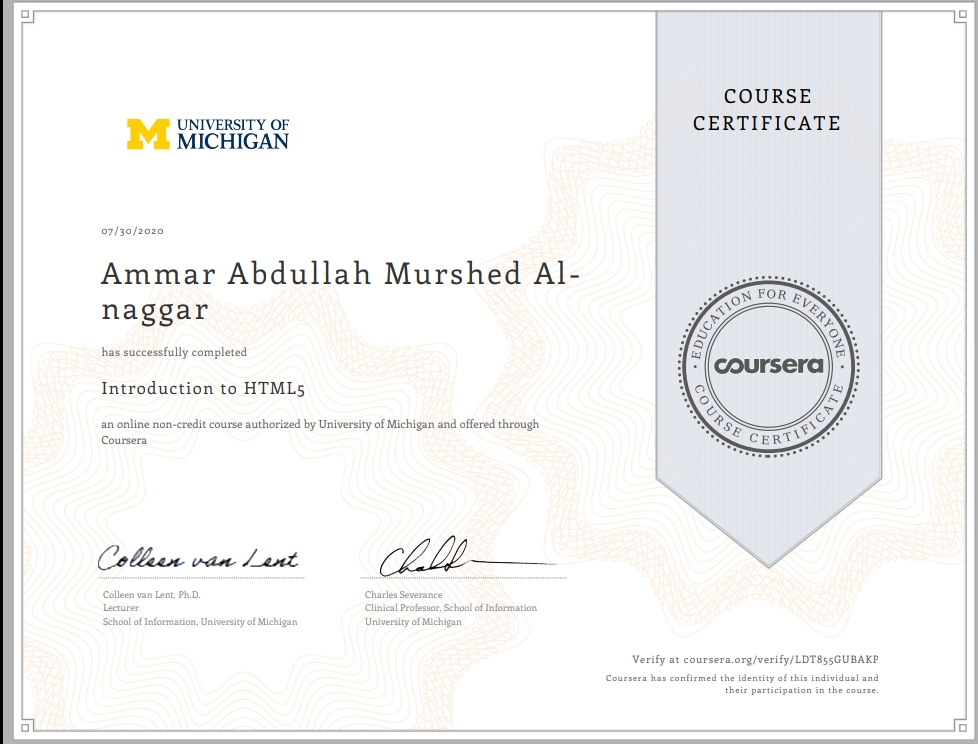 COURSE
CERTIFICATE
UNIVERSITY OF
MICHIGAN
07/30/2020
Ammar Abdullah Murshed Al-
naggar
has successfully completed
Introduction to HTML5
an online non-credit course authorized by University of Michigan and offered through
Coursera
EDUCATION FOR EVERYONE
coursera
COURSE CERTIFICATE
Colleen van Lent
Colleen van Lent, Ph.D.
Lecturer
School of Information, University of Michigan
Charles Severance
Clinical Professor, School of Information
University of Michigan
Verify at coursera.org/verify/LDT855GUBAKP
Coursera has confirmed the identity of this individual and
their participation in the course.